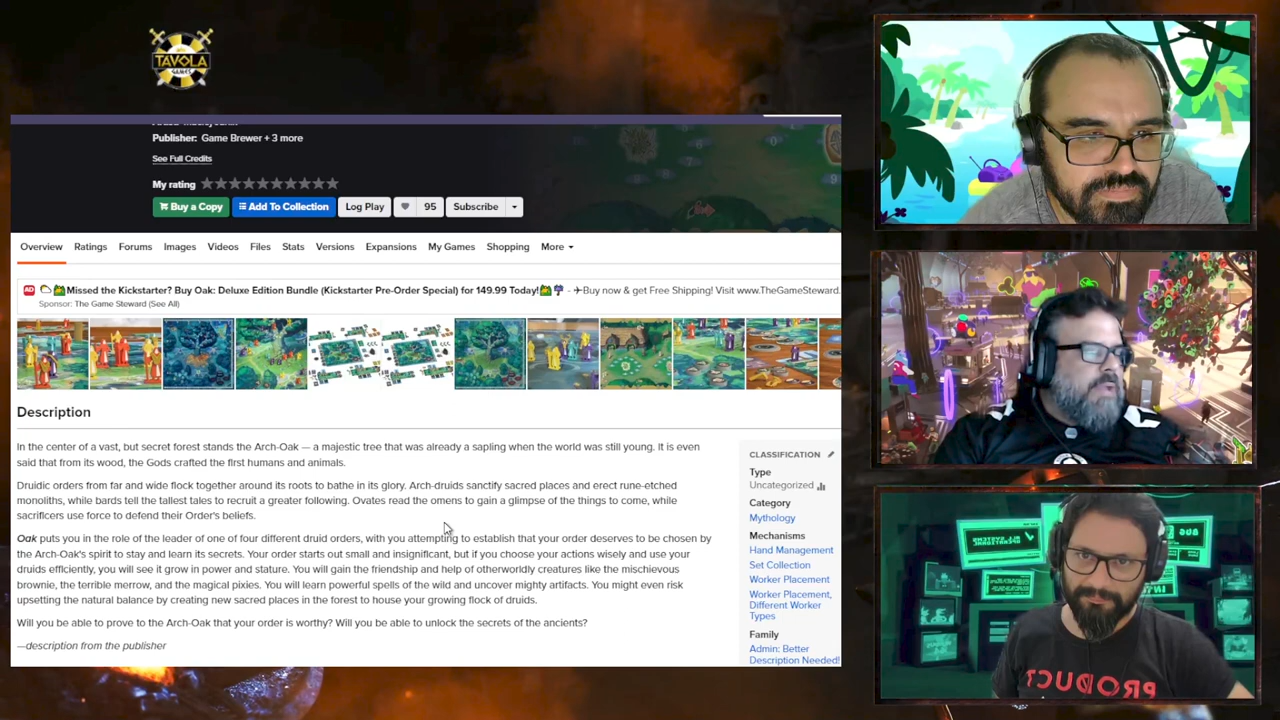 TAVOLA
GAMES
Publisher: Game Brewer + 3 more
See Full Credits
My rating
Buy a Copy
Add To Collection
Log Play
95
Subscribe
Overview
Ratings
Forums
Images
Videos
Files
Stats
Versions
Expansions
My Games
Shopping
More
AD
Missed the Kickstarter? Buy Oak: Deluxe Edition Bundle (Kickstarter Pre-Order Special) for 149.99 Today! - Buy now & get Free Shipping! Visit www.TheGameSteward.
Sponsor: The Game Steward (See All)
Description
In the center of a vast, but secret forest stands the Arch-Oak — a majestic tree that was already a sapling when the world was still young. It is even
said that from its wood, the Gods crafted the first humans and animals.
Druidic orders from far and wide flock together around its roots to bathe in its glory. Arch-druids sanctify sacred places and erect rune-etched
monoliths, while bards tell the tallest tales to recruit a greater following. Ovates read the omens to gain a glimpse of the things to come, while
sacrificers use force to defend their Order's beliefs.
Oak puts you in the role of the leader of one of four different druid orders, with you attempting to establish that your order deserves to be chosen by
the Arch-Oak's spirit to stay and learn its secrets. Your order starts out small and insignificant, but if you choose your actions wisely and use your
druids efficiently, you will see it grow in power and stature. You will gain the friendship and help of otherworldly creatures like the mischievous
brownie, the terrible merrow, and the magical pixies. You will learn powerful spells of the wild and uncover mighty artifacts. You might even risk
upsetting the natural balance by creating new sacred places in the forest to house your growing flock of druids.
Will you be able to prove to the Arch-Oak that your order is worthy? Will you be able to unlock the secrets of the ancients?
—description from the publisher
CLASSIFICATION
Type
Uncategorized
Category
Mythology
Mechanisms
Hand Management
Set Collection
Worker Placement
Worker Placement,
Different Worker
Types
Family
Admin: Better
Description Needed!
PRODUCT